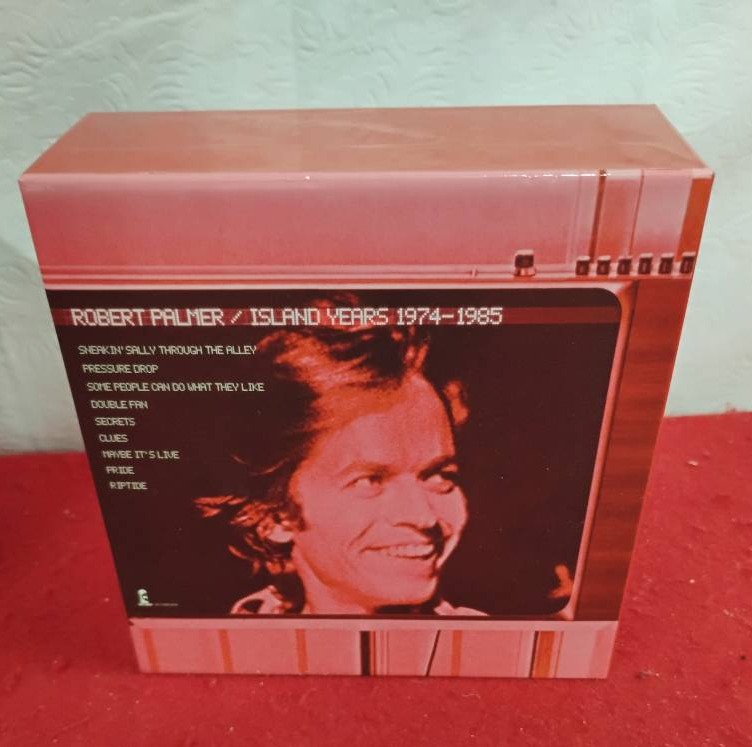 ROBERT PALMER / ISLAND YEARS 1974-1985
SNEAKIN' SALLY THROUGH THE ALLEY
PRESSURE DROP
SOME PEOPLE CAN DO WHAT THEY LIKE
DOUBLE FUN
SECRETS
CLUES
MAYBE IT'S LIVE
PRIDE
RIPTIDE